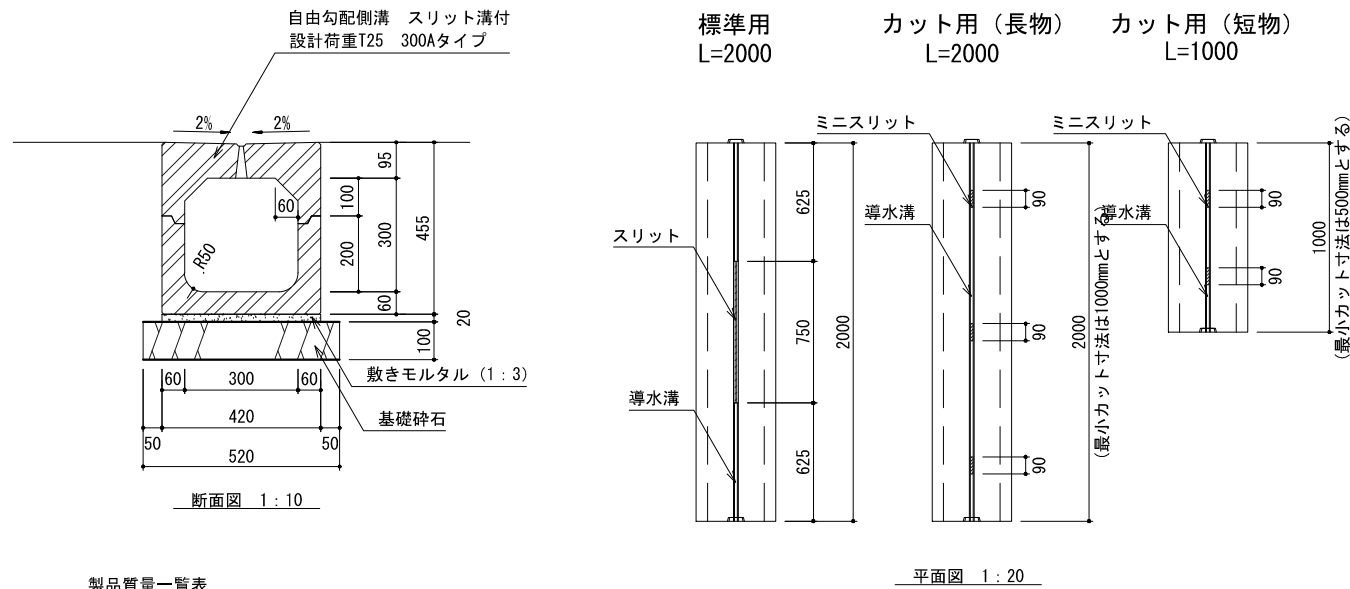 自由勾配側溝 スリット溝付
設計荷重T25 300Aタイプ
2%
2%
95
100
60
300
455
200
R50
60
20
100
敷きモルタル（1：3）
60
300
60
基礎砕石
420
50
50
520
断面図 1：10
製品質量一覧表
標準用
L=2000
スリット
導水溝
625
750
625
2000
カット用（長物）
L=2000
ミニスリット
導水溝
90
90
90
2000
（最小カット寸法は1000mmとする）
カット用（短物）
L=1000
ミニスリット
導水溝
90
90
1000
（最小カット寸法は500mmとする）
平面図 1：20